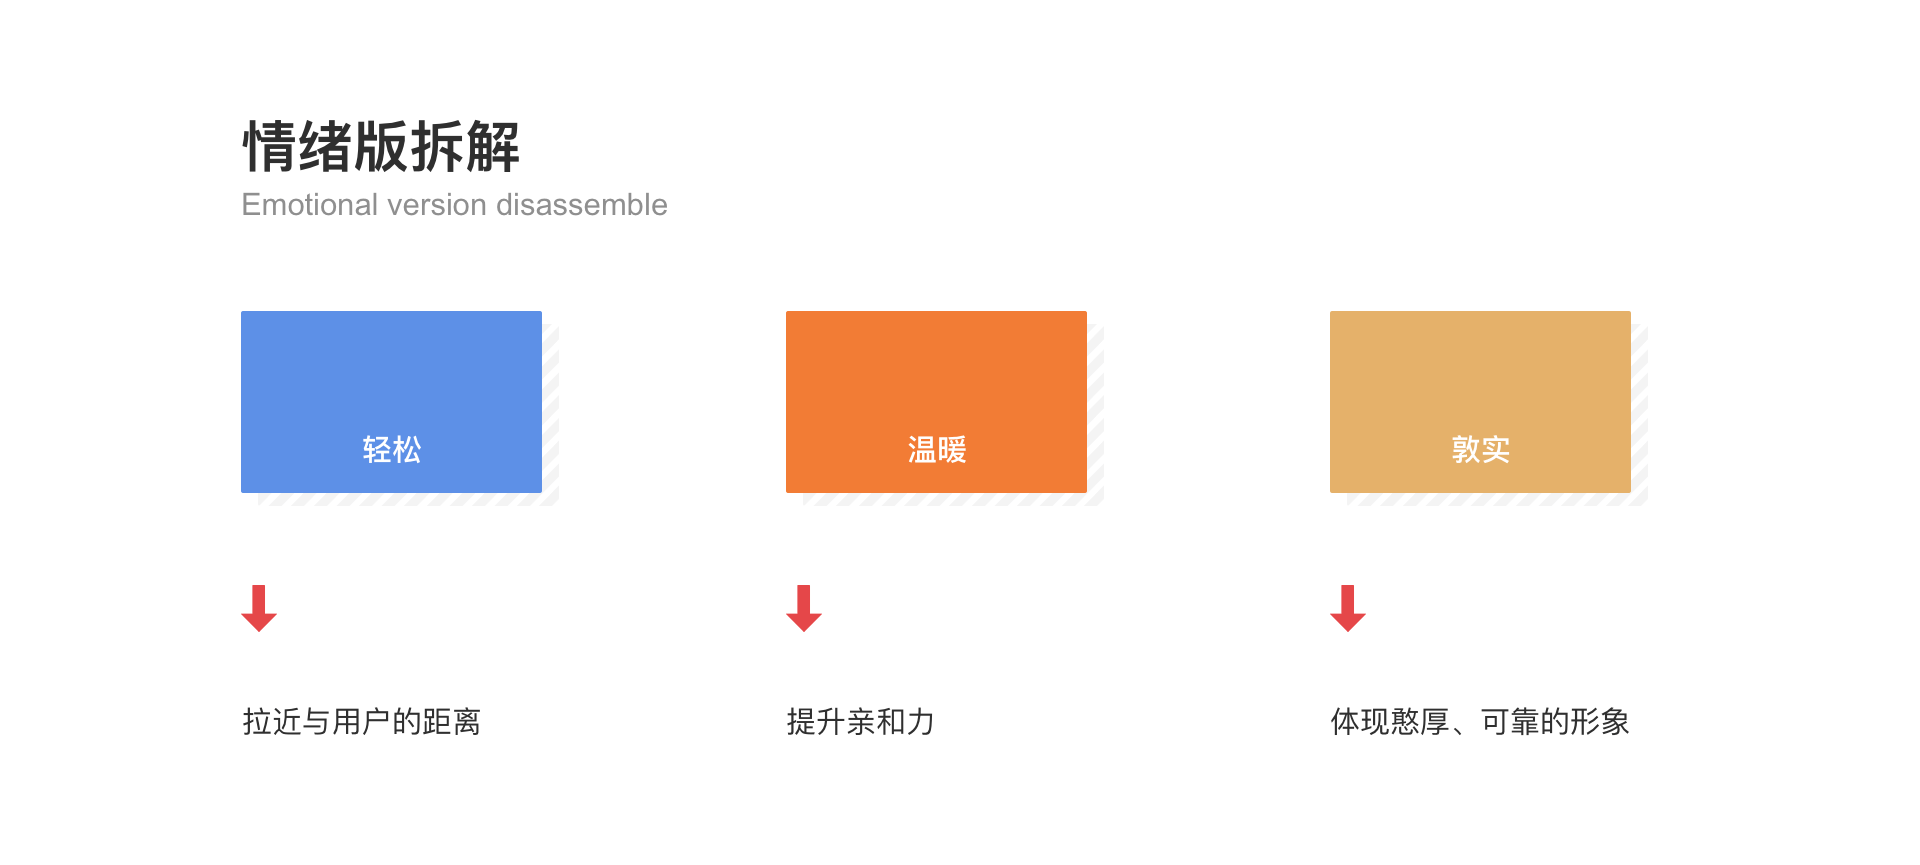 情绪版拆解
Emotional version disassemble
轻松
温暖
敦实
拉近与用户的距离
提升亲和力
体现憨厚、可靠的形象